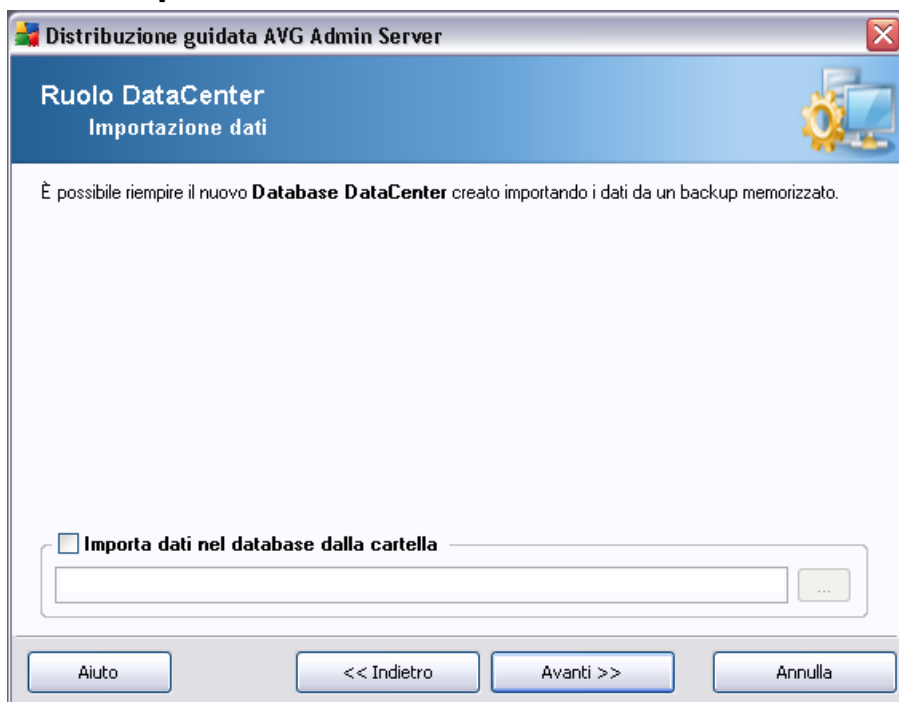 Distribuzione guidata AVG Admin Server
Ruolo DataCenter
Importazione dati
È possibile riempire il nuovo Database DataCenter creato importando i dati da un backup memorizzato.
Importa dati nel database dalla cartella
...
Aiuto
<< Indietro
Avanti >>
Annulla